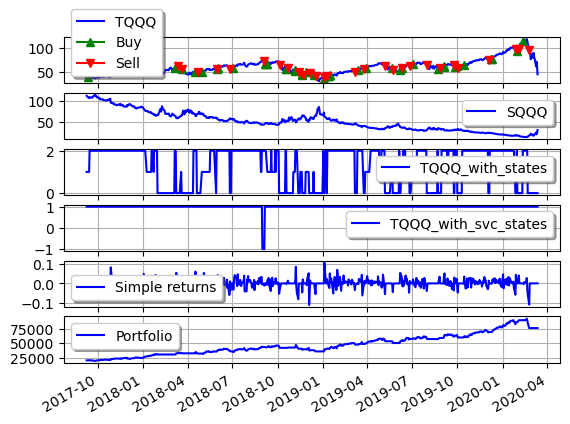 TQQQ
Buy
Sell
100
50
SQQQ
100
50
TQQQ_with_states
2
0
TQQQ_with_svc_states
1
0
−1
Simple returns
0.1
0.0
−0.1
Portfolio
75000
50000
25000
2017-10 2018-01 2018-04 2018-07 2018-10 2019-01 2019-04 2019-07 2019-10 2020-01 2020-04